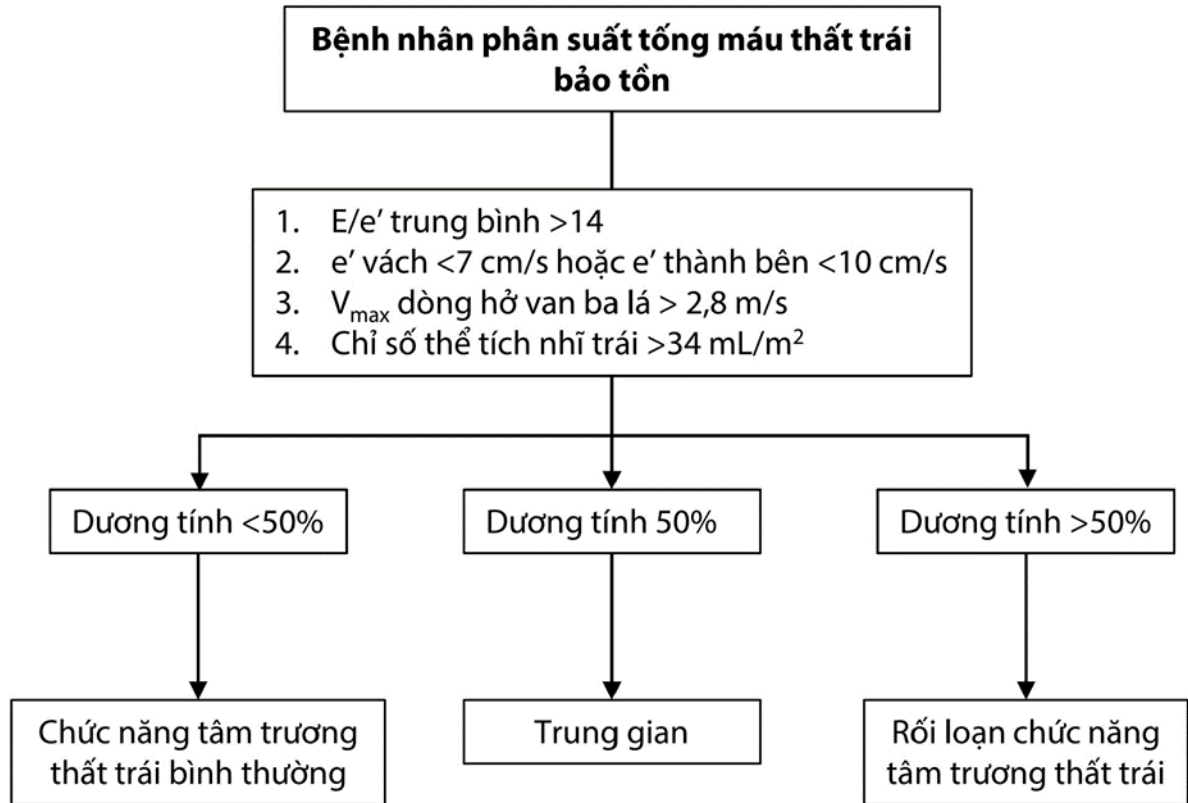 Bệnh nhân phân suất tống máu thất trái
bảo tồn
1. E/e’ trung bình >14
2. e’ vách <7 cm/s hoặc e’ thành bên <10 cm/s
3. Vmax dòng hở van ba lá > 2,8 m/s
4. Chỉ số thể tích nhĩ trái >34 mL/m²
Dương tính <50%
Dương tính 50%
Dương tính >50%
Chức năng tâm trương
thất trái bình thường
Trung gian
Rối loạn chức năng
tâm trương thất trái